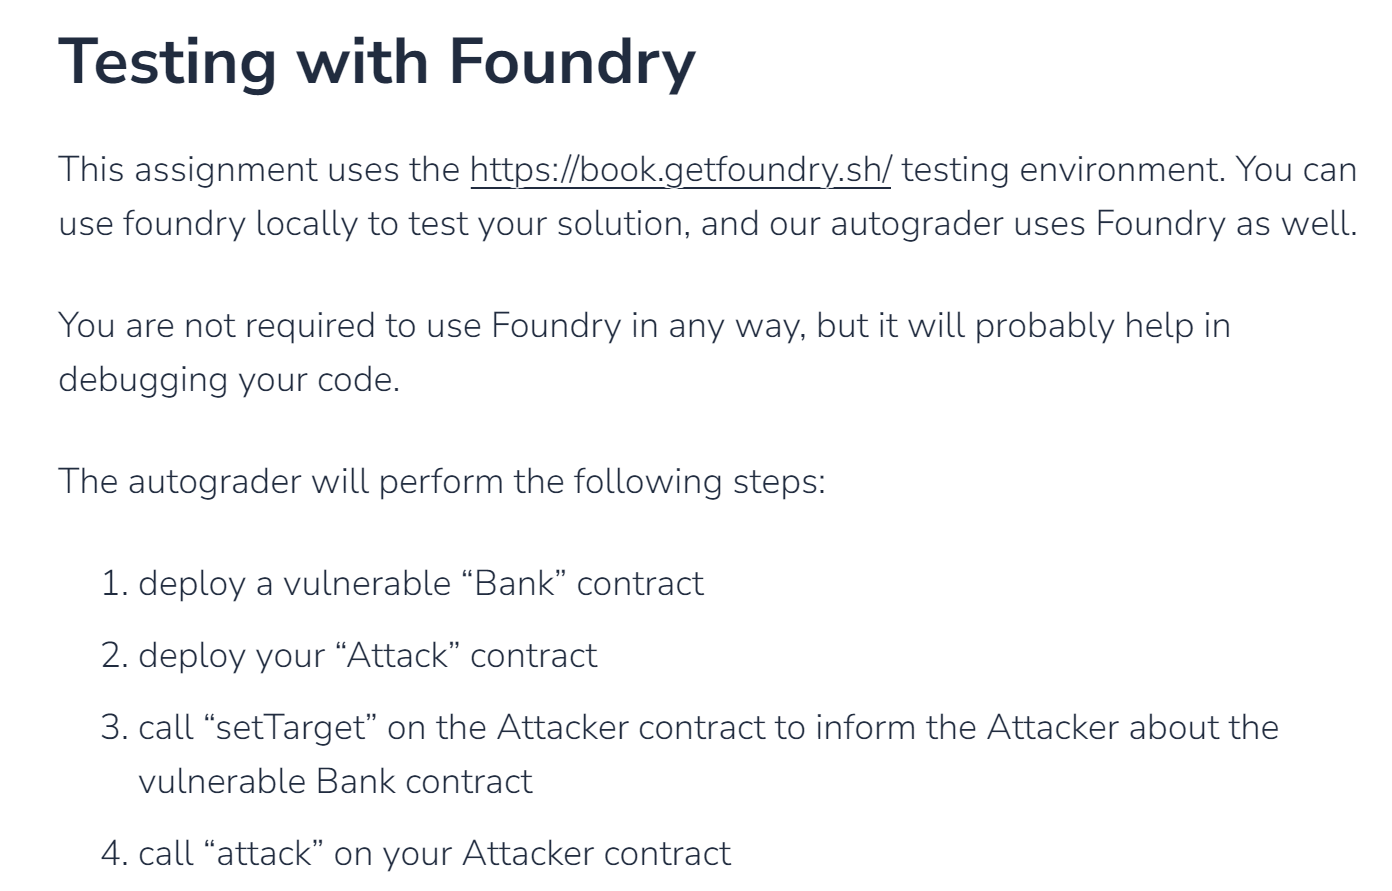 Testing with Foundry
This assignment uses the https://book.getfoundry.sh/ testing environment. You can
use foundry locally to test your solution, and our autograder uses Foundry as well.
You are not required to use Foundry in any way, but it will probably help in
debugging your code.
The autograder will perform the following steps:
1. deploy a vulnerable “Bank” contract
2. deploy your “Attack” contract
3. call “setTarget” on the Attacker contract to inform the Attacker about the
vulnerable Bank contract
4. call “attack” on your Attacker contract